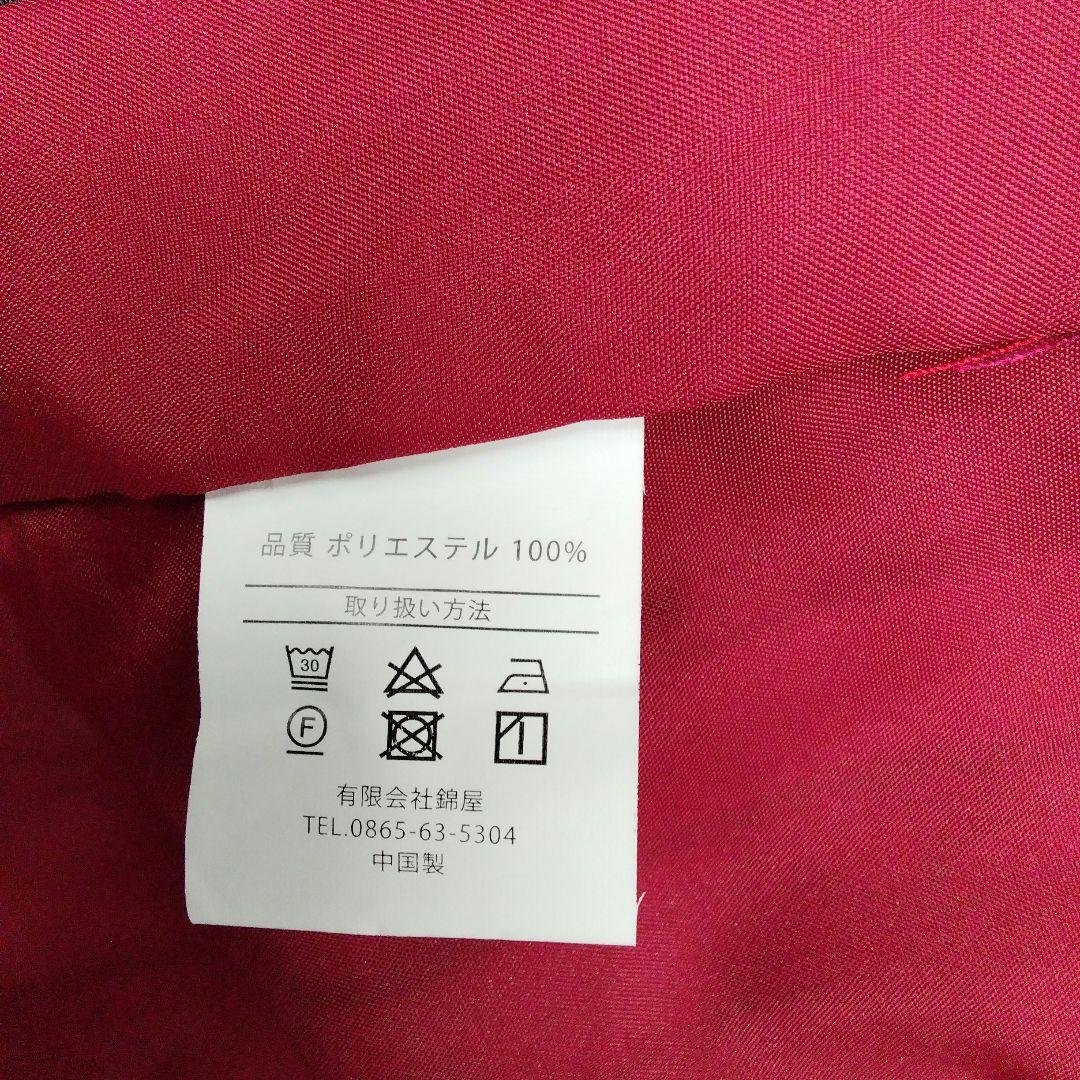 品質 ポリエステル 100%
取り扱い方法
30
F
有限会社錦屋
TEL.0865-63-5304
中国製